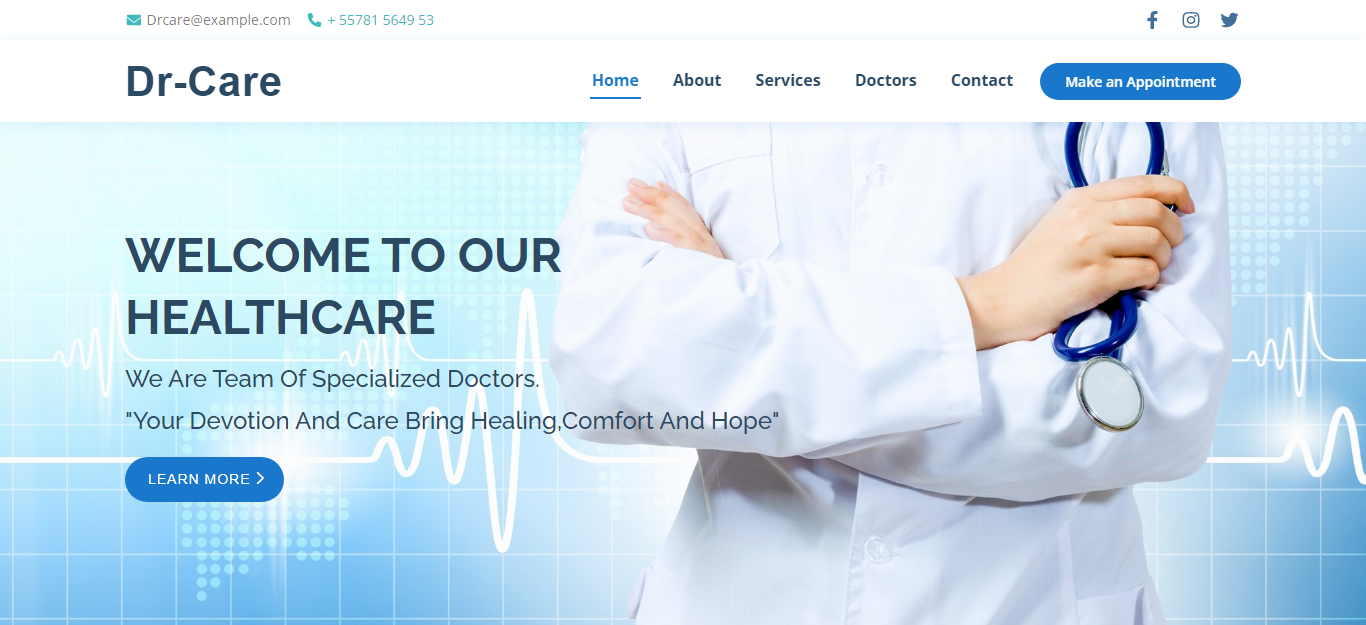 Drcare@example.com + 55781 5649 53
Dr-Care
Home About Services Doctors Contact Make an Appointment
WELCOME TO OUR
HEALTHCARE
We Are Team Of Specialized Doctors.
"Your Devotion And Care Bring Healing,Comfort And Hope"
LEARN MORE